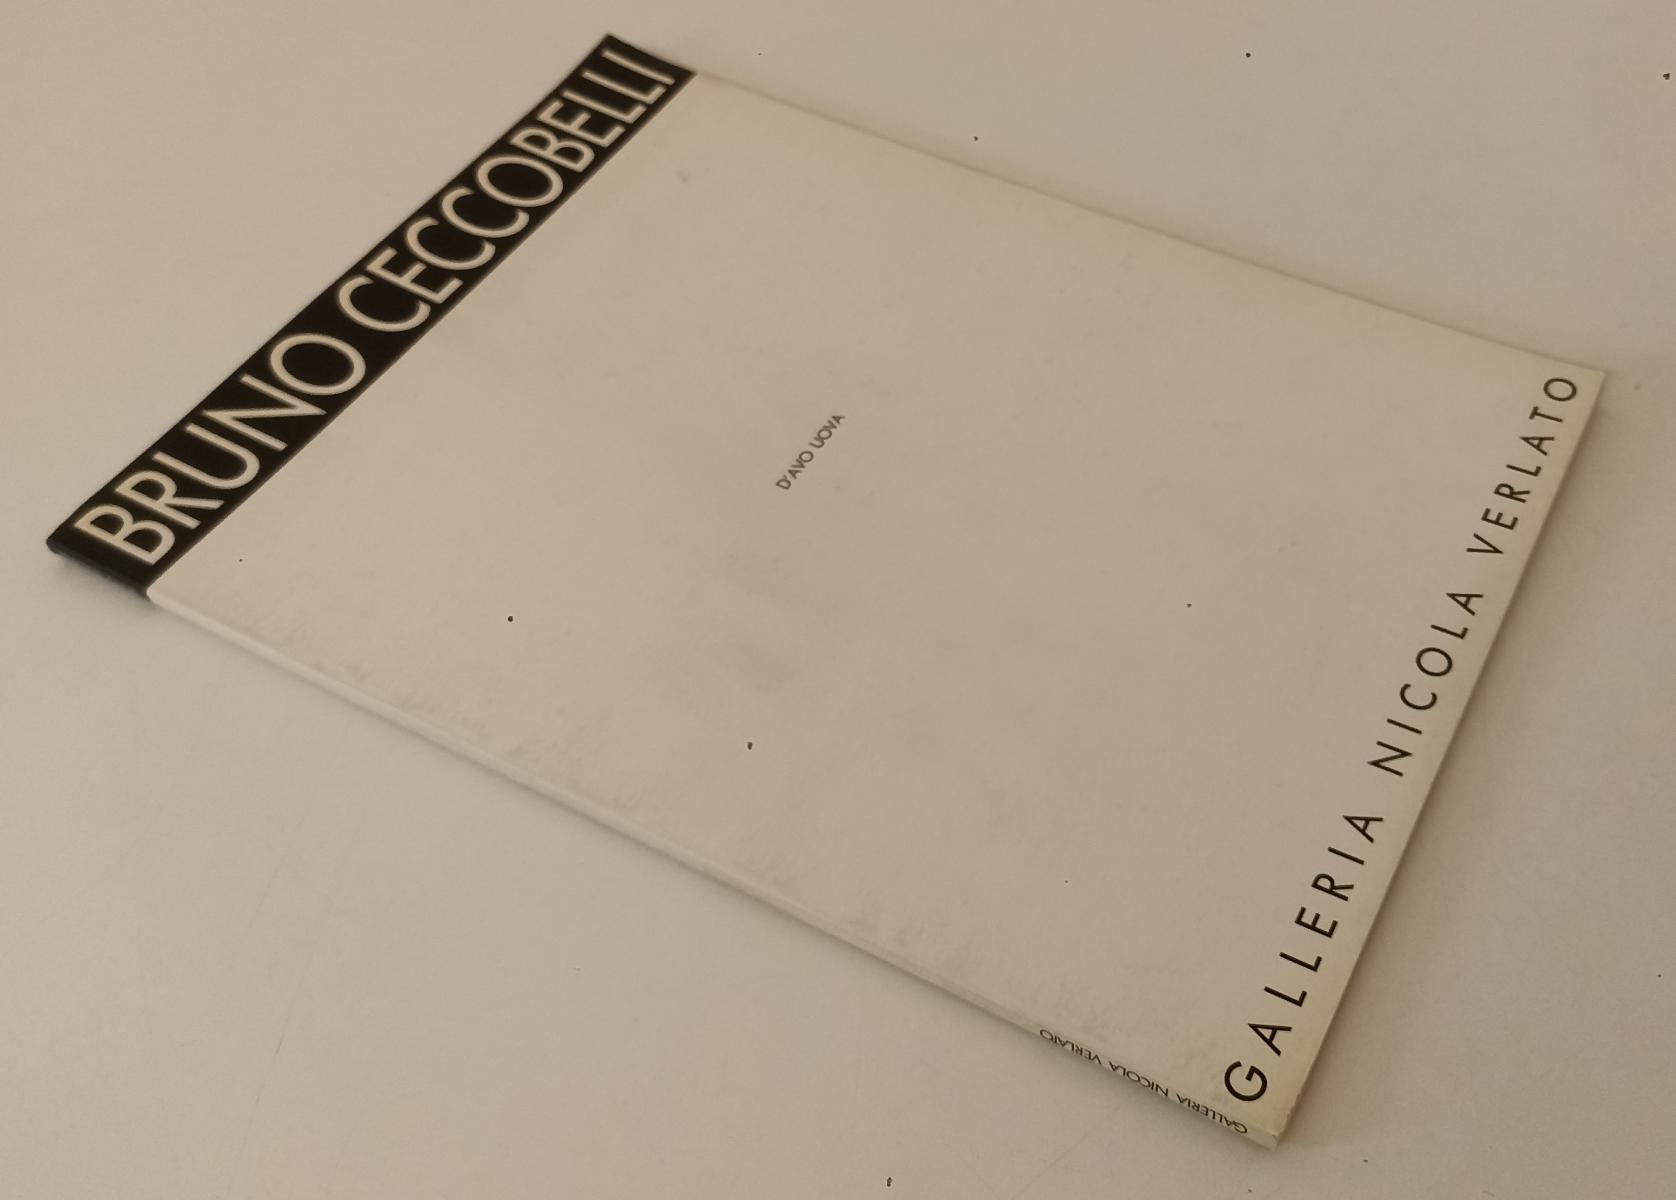 BRUNO CECCOBELLI
D'AVO UOVA
GALLERIA NICOLA VERLATO
GALLERIA NICOLA VERLATO